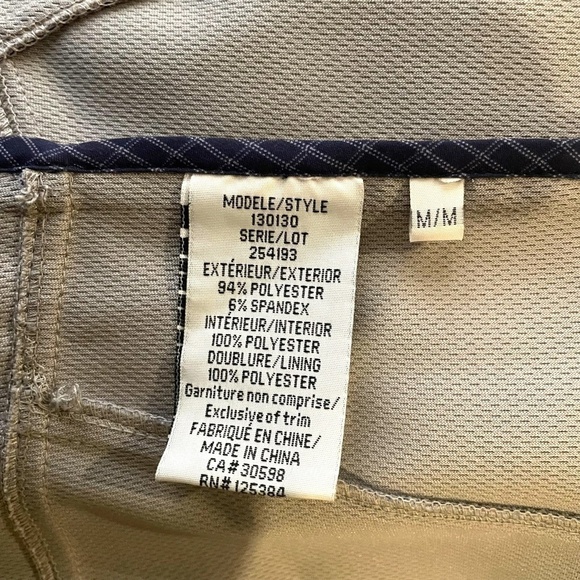 MODELE/STYLE
130130
SERIE/LOT
254193
EXTÉRIEUR/EXTERIOR
94% POLYESTER
6% SPANDEX
INTÉRIEUR/INTERIOR
100% POLYESTER
DOUBLURE/LINING
100% POLYESTER
Garniture non comprise/
Exclusive of trim
FABRIQUÉ EN CHINE/
MADE IN CHINA
CA# 30598
RN# 125384
M/M